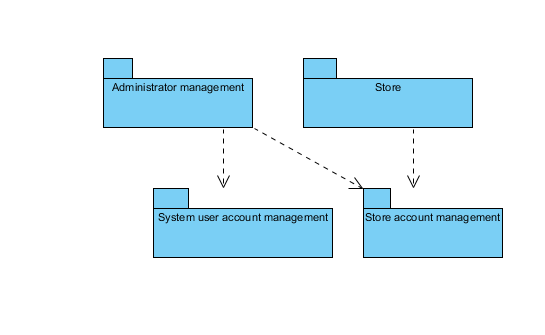 Administrator management
Store
System user account management
Store account management